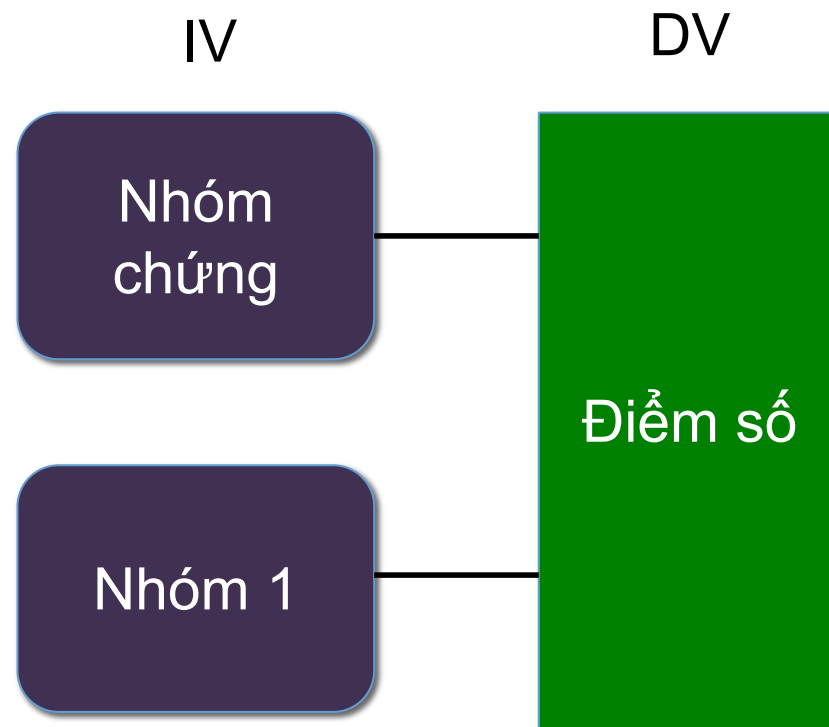 IV
DV
Nhóm
chứng
Điểm số
Nhóm 1